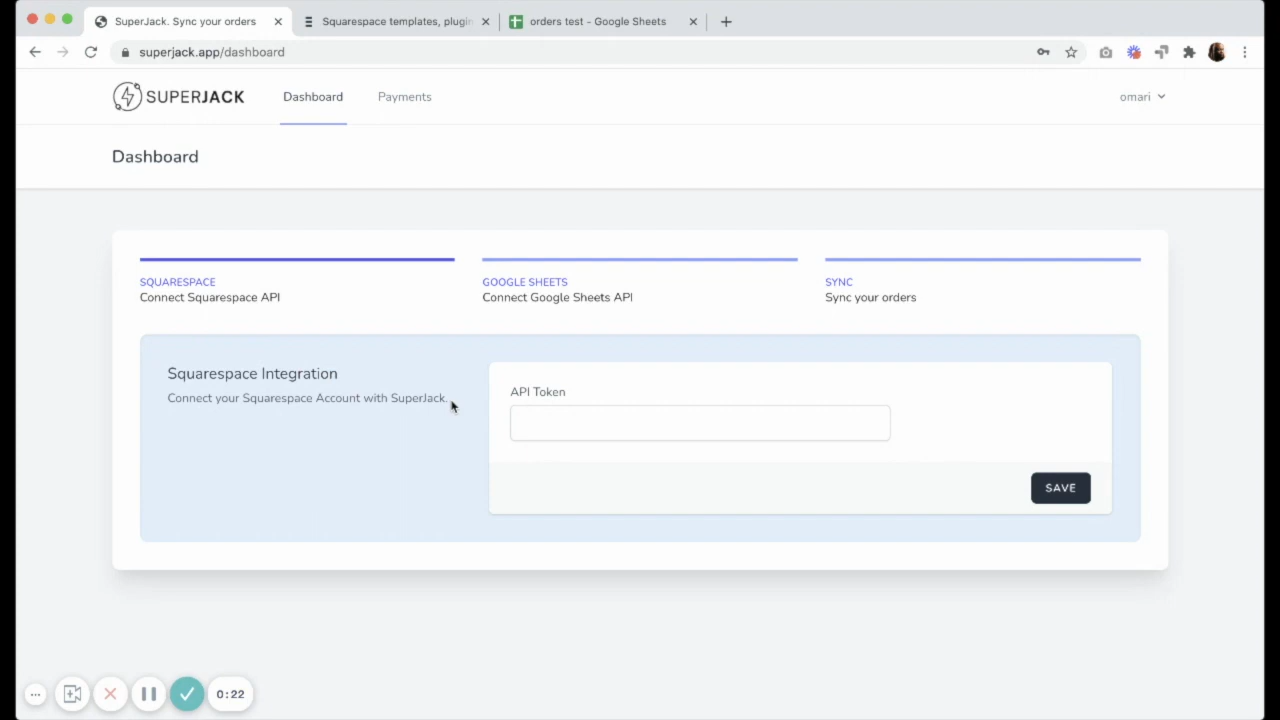 SuperJack. Sync your orders
Squarespace templates, plugin
orders test - Google Sheets
superjack.app/dashboard
SUPERJACK
Dashboard
Payments
omari
Dashboard
SQUARESPACE
Connect Squarespace API
GOOGLE SHEETS
Connect Google Sheets API
SYNC
Sync your orders
Squarespace Integration
Connect your Squarespace Account with SuperJack.
API Token
SAVE
0:22